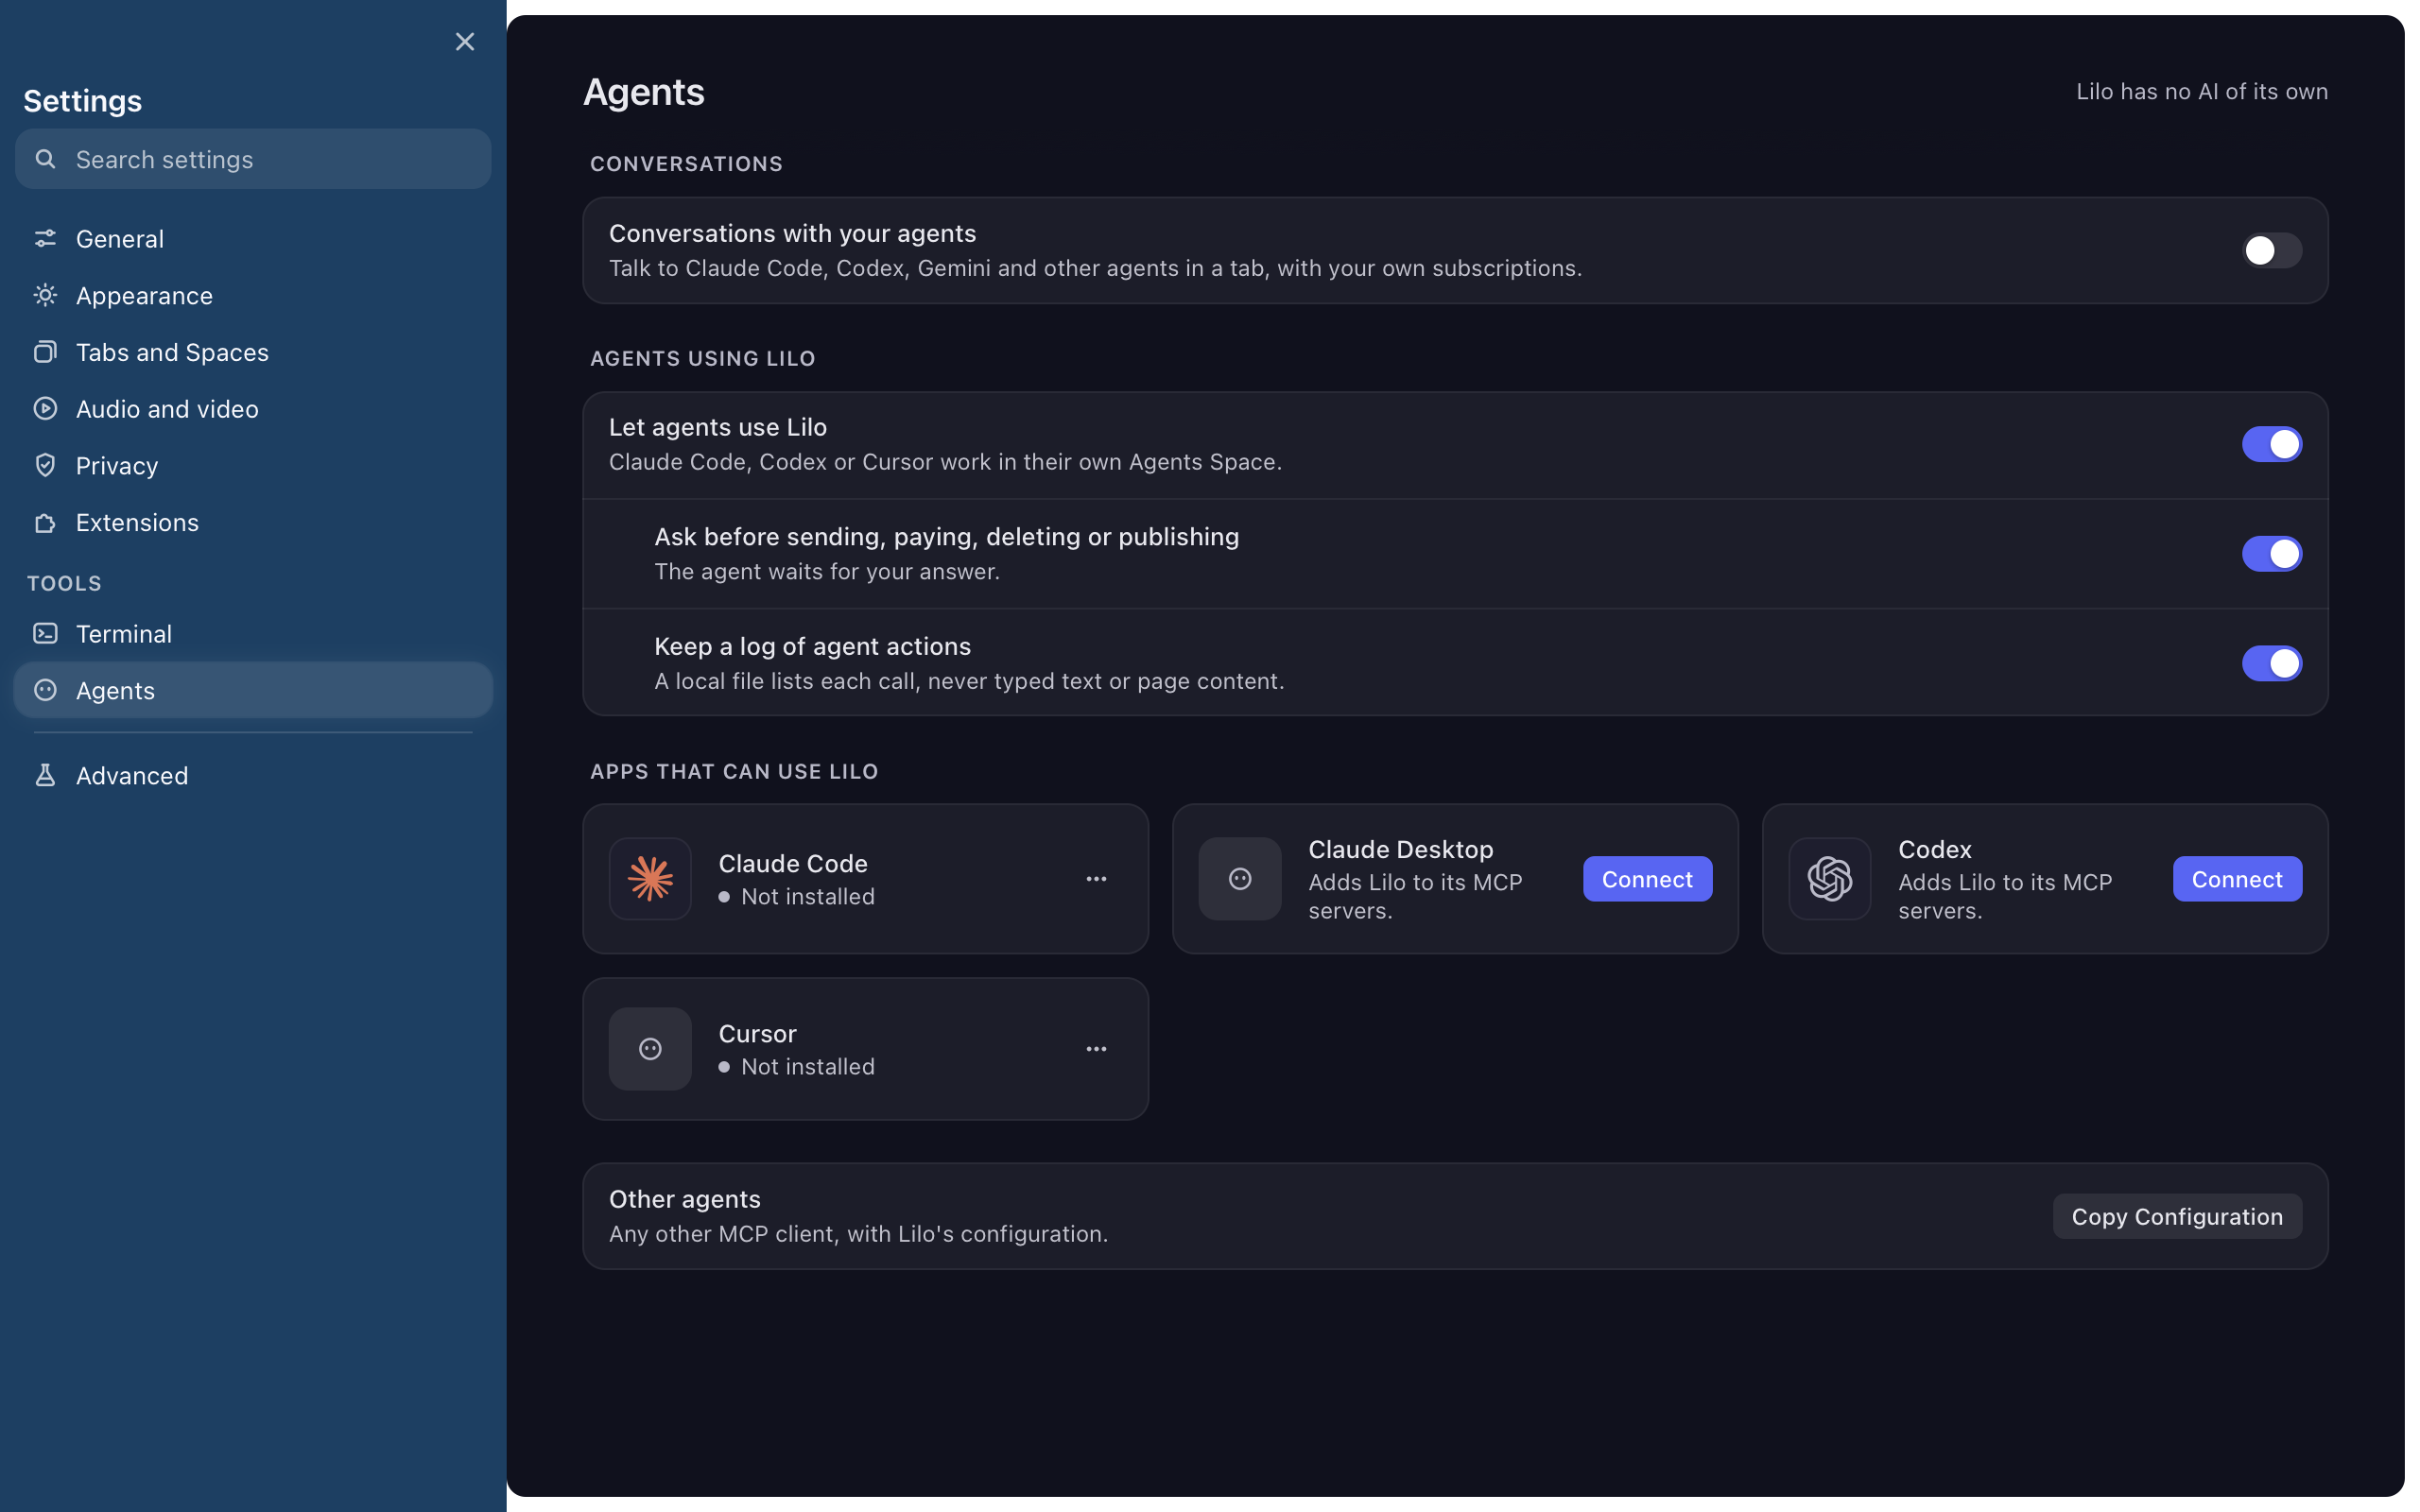 Settings
Search settings
General
Appearance
Tabs and Spaces
Audio and video
Privacy
Extensions
TOOLS
Terminal
Agents
Advanced
Agents
Lilo has no AI of its own
CONVERSATIONS
Conversations with your agents
Talk to Claude Code, Codex, Gemini and other agents in a tab, with your own subscriptions.
AGENTS USING LILO
Let agents use Lilo
Claude Code, Codex or Cursor work in their own Agents Space.
Ask before sending, paying, deleting or publishing
The agent waits for your answer.
Keep a log of agent actions
A local file lists each call, never typed text or page content.
APPS THAT CAN USE LILO
Claude Code
Not installed
Claude Desktop
Adds Lilo to its MCP
servers.
Connect
Codex
Adds Lilo to its MCP
servers.
Connect
Cursor
Not installed
Other agents
Any other MCP client, with Lilo's configuration.
Copy Configuration